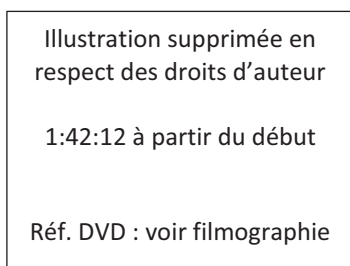 Illustration supprimée en
respect des droits d’auteur
1:42:12 à partir du début
Réf. DVD : voir filmographie